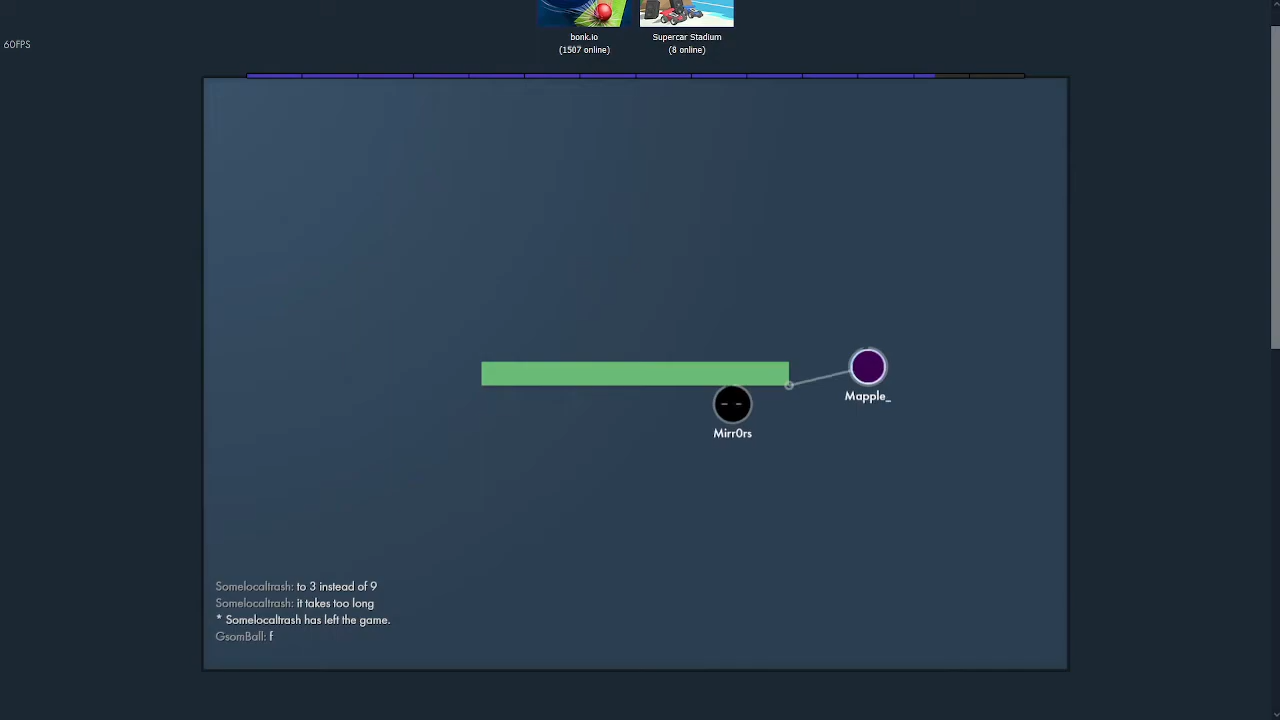 60FPS
bonk.io
(1507 online)
Supercar Stadium
(8 online)
Mapple_
Mirr0rs
Somelocaltrash: to 3 instead of 9
Somelocaltrash: it takes too long
* Somelocaltrash has left the game.
GsomBall: f